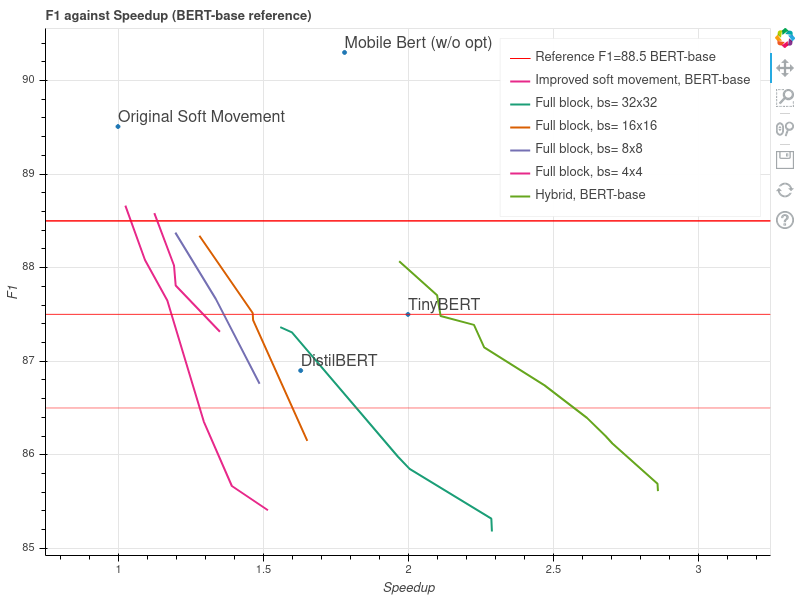 F1 against Speedup (BERT-base reference)
Mobile Bert (w/o opt)
Original Soft Movement
TinyBERT
DistilBERT
Reference F1=88.5 BERT-base
Improved soft movement, BERT-base
Full block, bs= 32x32
Full block, bs= 16x16
Full block, bs= 8x8
Full block, bs= 4x4
Hybrid, BERT-base
F1
90
89
88
87
86
85
1
1.5
2
2.5
3
Speedup
?